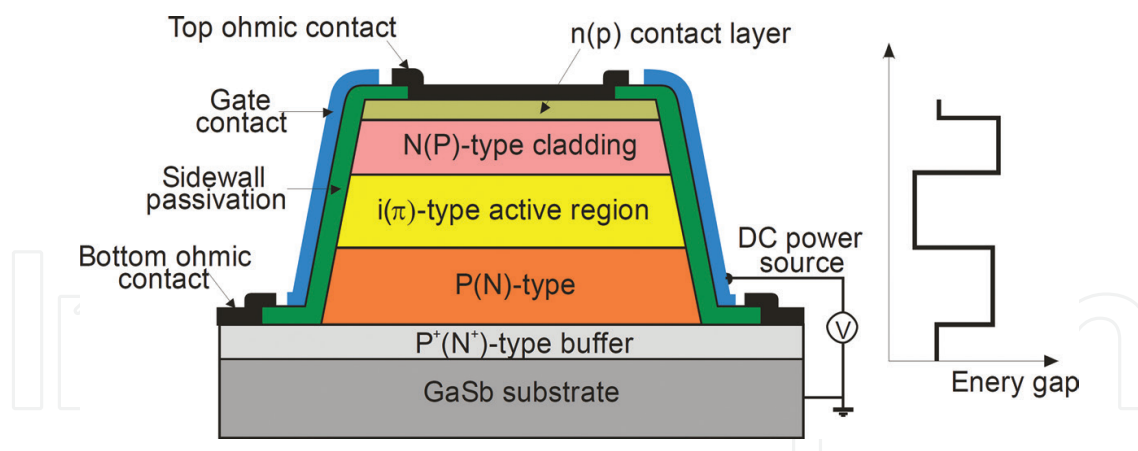 Top ohmic contact
n(p) contact layer
Gate
contact
N(P)-type cladding
Sidewall
passivation
i(π)-type active region
DC power
source
Bottom ohmic
contact
P(N)-type
V
P⁺(N⁺)-type buffer
GaSb substrate
Enery gap